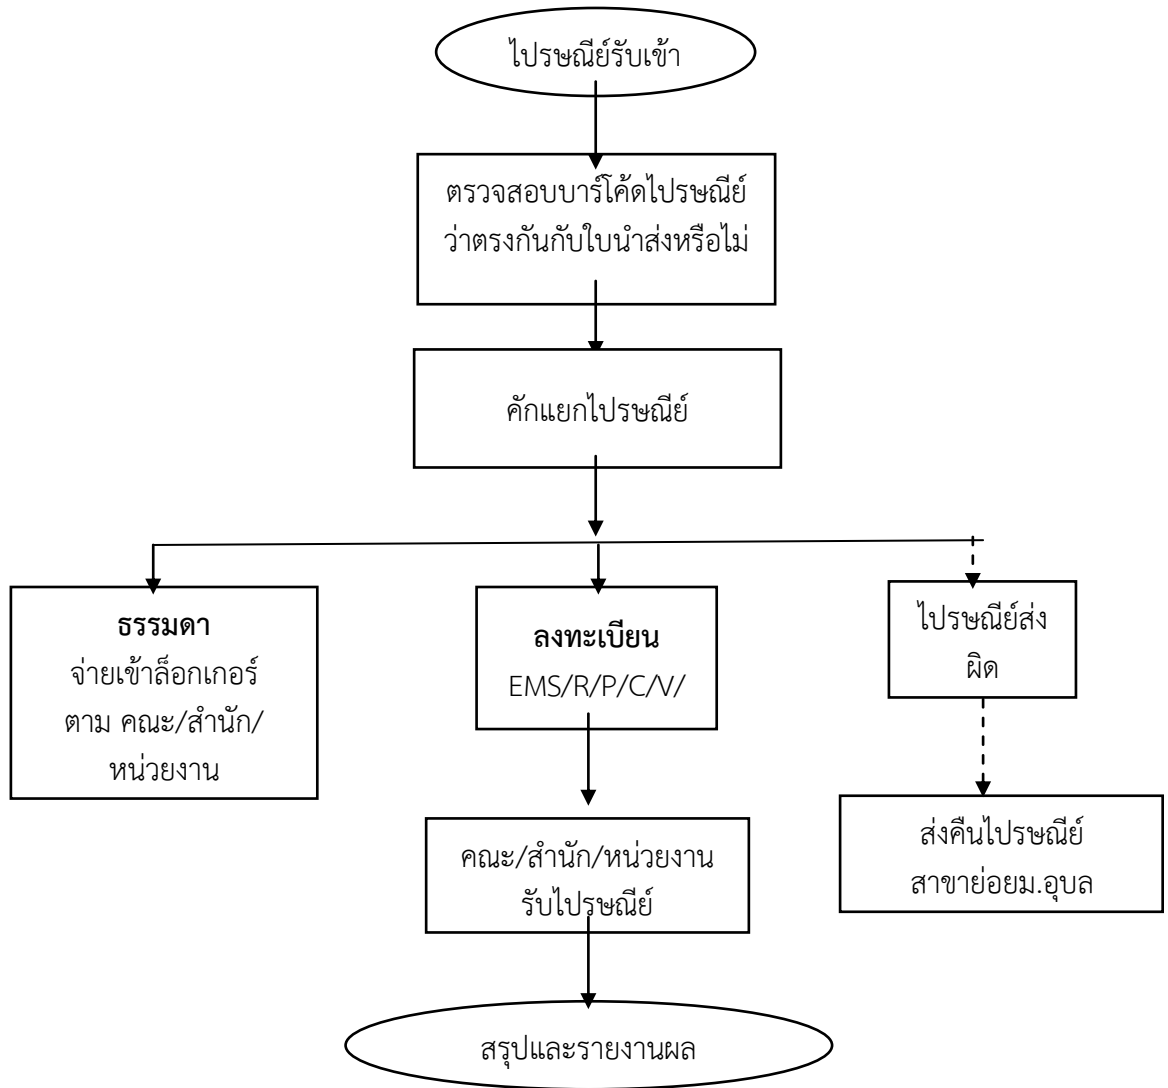 ไปรษณีย์รับเข้า
ตรวจสอบบาร์โค้ดไปรษณีย์
ว่าตรงกันกับใบนำส่งหรือไม่
คักแยกไปรษณีย์
ธรรมดา
จ่ายเข้าล็อกเกอร์
ตาม คณะ/สำนัก/
หน่วยงาน
ลงทะเบียน
EMS/R/P/C/V/
ไปรษณีย์ส่ง
ผิด
คณะ/สำนัก/หน่วยงาน
รับไปรษณีย์
ส่งคืนไปรษณีย์
สาขาย่อยม.อุบล
สรุปและรายงานผล